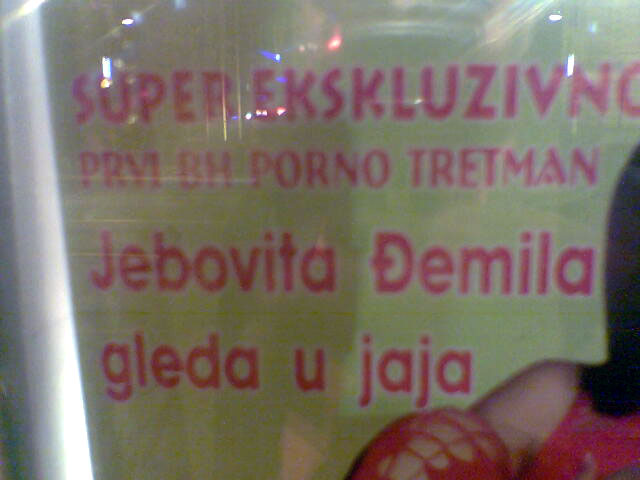 SUPER EKSKLUZIVNO
PRVI BH PORNO TRETMAN
Jebovita Đemila
gleda u jaja